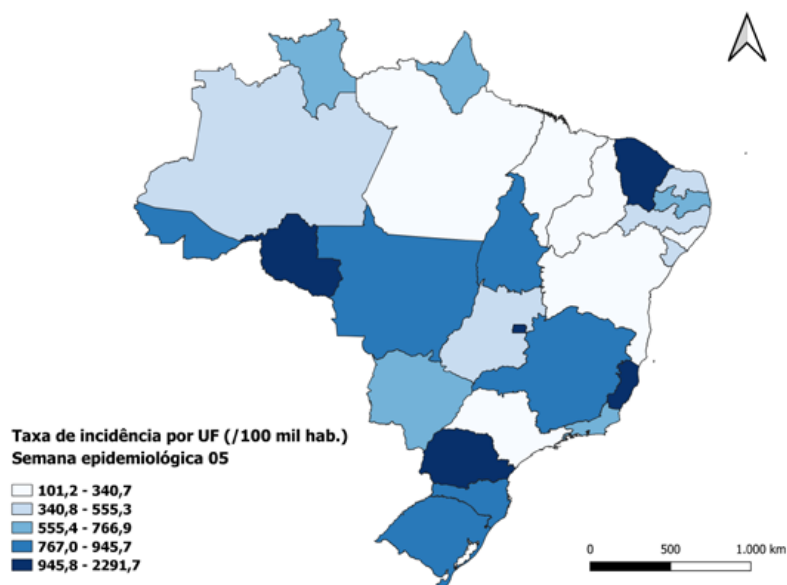 Taxa de incidência por UF (/100 mil hab.)
Semana epidemiológica 05
101,2 - 340,7
340,8 - 555,3
555,4 - 766,9
767,0 - 945,7
945,8 - 2291,7
0 500 1.000 km